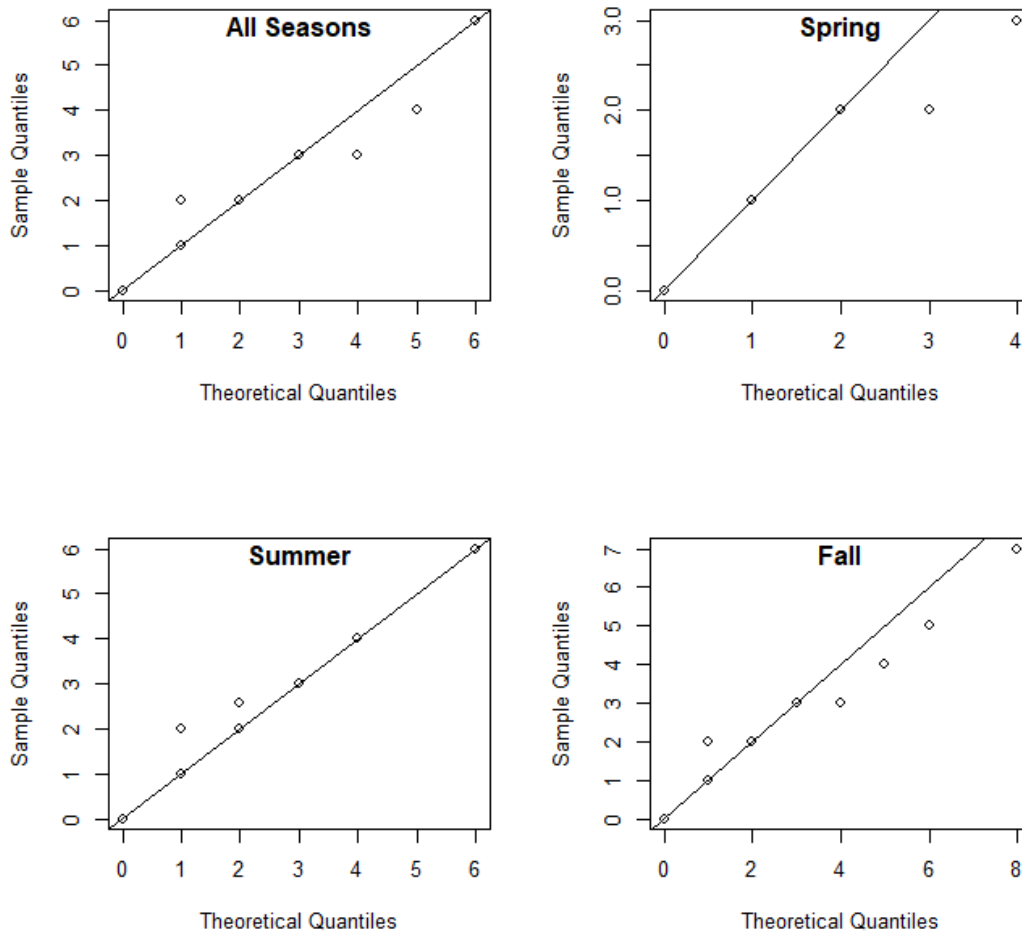 All Seasons
Sample Quantiles
6
5
4
3
2
1
0
0 1 2 3 4 5 6
Theoretical Quantiles
Spring
Sample Quantiles
3.0
2.0
1.0
0.0
0 1 2 3 4
Theoretical Quantiles
Summer
Sample Quantiles
6
5
4
3
2
1
0
0 1 2 3 4 5 6
Theoretical Quantiles
Fall
Sample Quantiles
7
6
5
4
3
2
1
0
0 2 4 6 8
Theoretical Quantiles